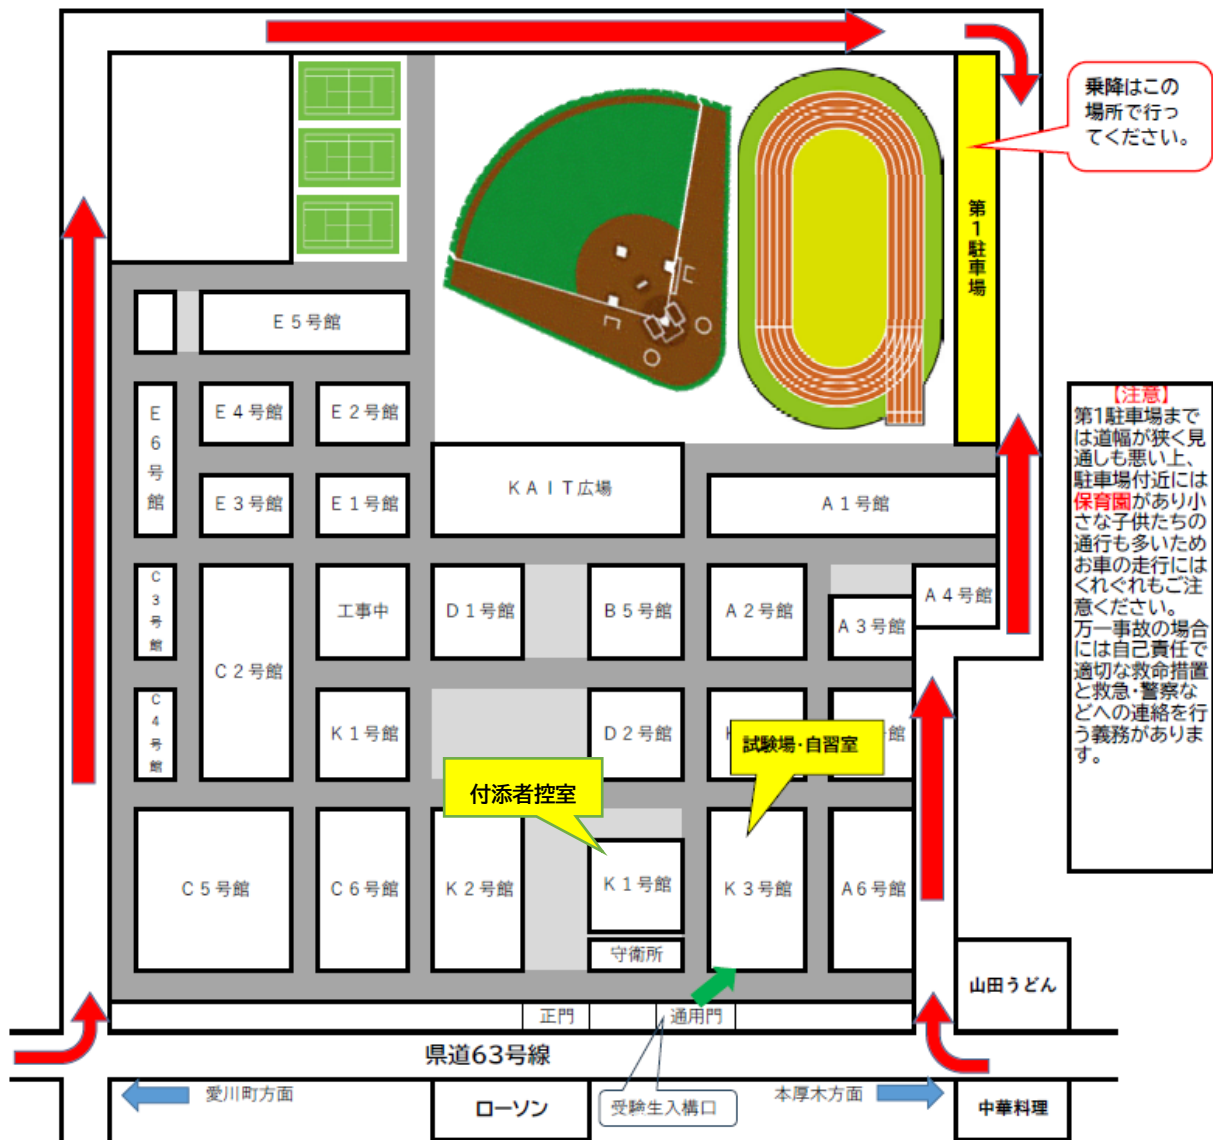 乗降はこの
場所で行っ
てください。
第1駐車場
E5号館
E6号館
E4号館
E2号館
E3号館
E1号館
KAIT広場
A1号館
【注意】
第1駐車場まで
は道幅が狭く見
通しも悪い上、
駐車場付近には
保育園があり小
さな子供たちの
通行も多いため
お車の走行には
くれぐれもご注
意ください。
万一事故の場合
には自己責任で
適切な救命措置
と救急・警察な
どへの連絡を行
う義務がありま
す。
C3号館
C2号館
工事中
D1号館
B5号館
A2号館
A3号館
A4号館
C4号館
K1号館
D2号館
試験場・自習室
館
付添者控室
C5号館
C6号館
K2号館
K1号館
K3号館
A6号館
守衛所
山田うどん
正門
通用門
県道63号線
愛川町方面
ローソン
受験生入構口
本厚木方面
中華料理